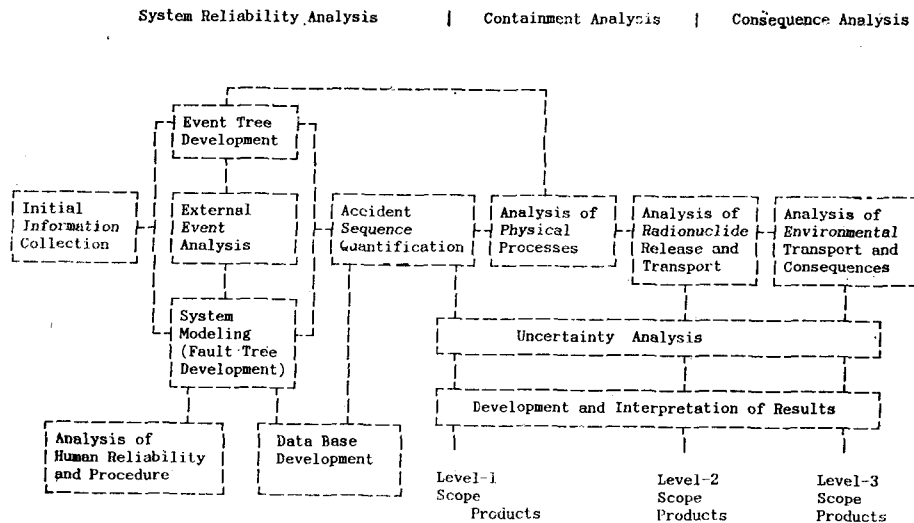 System Reliability Analysis | Containment Analysis | Consequence Analysis
Event Tree
Development
Initial
Information
Collection
External
Event
Analysis
Accident
Sequence
Quantification
Analysis of
Physical
Processes
Analysis of
Radionuclide
Release and
Transport
Analysis of
Environmental
Transport and
Consequences
System
Modeling
(Fault Tree
Development)
Uncertainty Analysis
Development and Interpretation of Results
Analysis of
Human Reliability
and Procedure
Data Base
Development
Level-1
Scope
Products
Level-2
Scope
Products
Level-3
Scope
Products